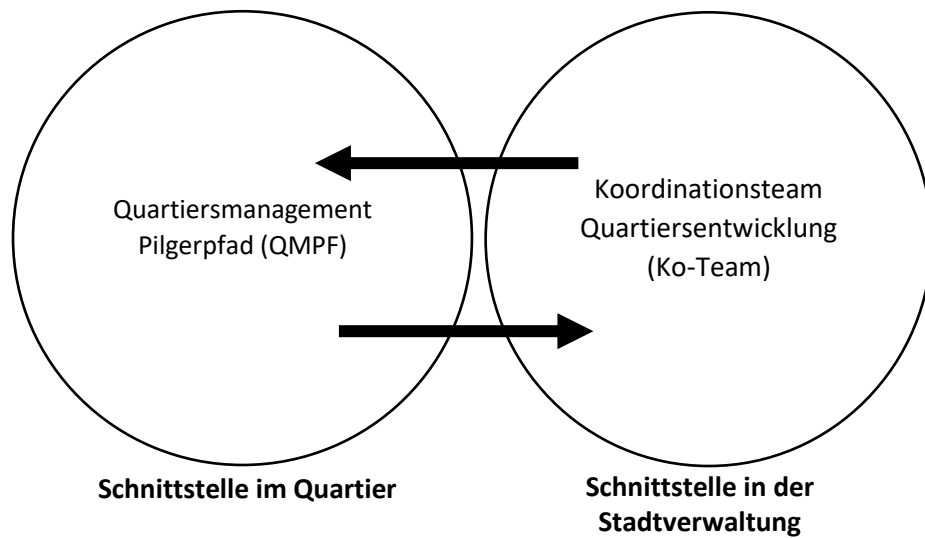 Quartiersmanagement
Pilgerpfad (QMPF)
Koordinationsteam
Quartiersentwicklung
(Ko-Team)
Schnittstelle im Quartier
Schnittstelle in der
Stadtverwaltung